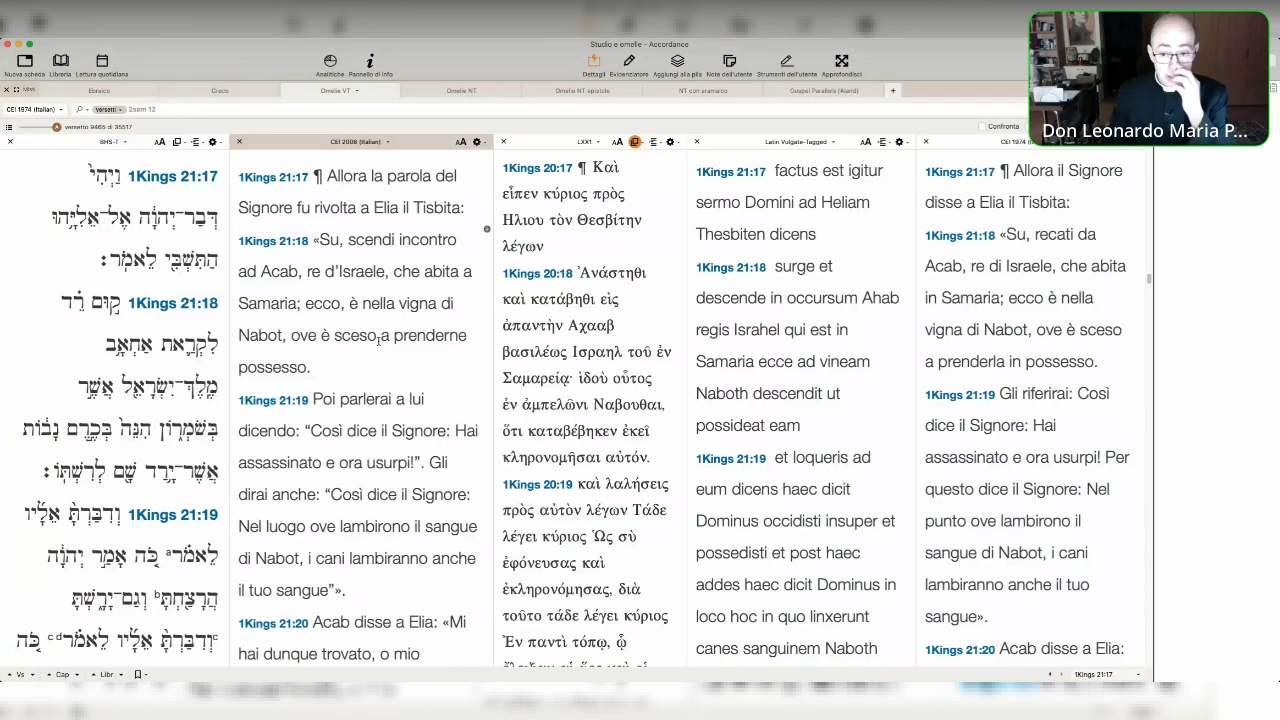 Studio e omelie - Accordance
Nuova scheda
Libreria
Lettura quotidiana
Analitiche
Pannello di info
Dettagli
Evidenziatore
Aggiungi alla pila
Note dell'utente
Strumenti dell'utente
Approfondisci
Ebraico
Greco
Omelie VT
Omelie NT
Omelie NT epistole
NT con aramaico
Gospel Parallels (Aland)
CEI 1974 (Italian)
versetti
2sam 12
versetto 9465 di 35517
Confronta
BHS-T
1Kings 21:17 וַיְהִי֙
דְּבַר־יְהוָ֔ה אֶל־אֵלִיָּ֥הוּ
הַתִּשְׁבִּ֖י לֵאמֹֽר׃
1Kings 21:18 ק֣וּם רֵ֗ד
לִקְרַ֛את אַחְאָ֥ב
מֶֽלֶךְ־יִשְׂרָאֵ֖ל אֲשֶׁ֣ר
בְּשֹׁמְר֑וֹן הִנֵּה֙ בְּכֶ֣רֶם נָב֔וֹת
אֲשֶׁר־יָ֥רַד שָׁ֖ם לְרִשְׁתּֽוֹ׃
1Kings 21:19 וְדִבַּרְתָּ֨ אֵלָ֜יו
לֵאמֹ֗ר ᵃ כֹּ֚ה אָמַ֣ר יְהוָ֔ה
הֲרָצַ֖חְתָּ ᵇ וְגַם־יָרָ֑שְׁתָּ
ᶜ וְדִבַּרְתָּ֨ אֵלָ֜יו לֵאמֹ֗ר ᵈ ᶜ כֹּ֚ה
CEI 2008 (Italian)
1Kings 21:17 ¶ Allora la parola del
Signore fu rivolta a Elia il Tisbita:
1Kings 21:18 «Su, scendi incontro
ad Acab, re d'Israele, che abita a
Samaria; ecco, è nella vigna di
Nabot, ove è sceso a prenderne
possesso.
1Kings 21:19 Poi parlerai a lui
dicendo: “Così dice il Signore: Hai
assassinato e ora usurpi!”. Gli
dirai anche: “Così dice il Signore:
Nel luogo ove lambirono il sangue
di Nabot, i cani lambiranno anche
il tuo sangue”».
1Kings 21:20 Acab disse a Elia: «Mi
hai dunque trovato, o mio
LXX1
1Kings 20:17 ¶ Καὶ
εἶπεν κύριος πρὸς
Ηλιου τὸν Θεσβίτην
λέγων
1Kings 20:18 Ἀνάστηθι
καὶ κατάβηθι εἰς
ἀπαντὴν Αχααβ
βασιλέως Ισραηλ τοῦ ἐν
Σαμαρείᾳ· ἰδοὺ οὗτος
ἐν ἀμπελῶνι Ναβουθαι,
ὅτι καταβέβηκεν ἐκεῖ
κληρονομῆσαι αὐτόν.
1Kings 20:19 καὶ λαλήσεις
πρὸς αὐτὸν λέγων Τάδε
λέγει κύριος Ὡς σὺ
ἐφόνευσας καὶ
ἐκληρονόμησας, διὰ
τοῦτο τάδε λέγει κύριος
Ἐν παντὶ τόπῳ, ᾧ
Latin Vulgate-Tagged
1Kings 21:17 factus est igitur
sermo Domini ad Heliam
Thesbiten dicens
1Kings 21:18 surge et
descende in occursum Ahab
regis Israhel qui est in
Samaria ecce ad vineam
Naboth descendit ut
possideat eam
1Kings 21:19 et loqueris ad
eum dicens haec dicit
Dominus occidisti insuper et
possedisti et post haec
addes haec dicit Dominus in
loco hoc in quo linxerunt
canes sanguinem Naboth
CEI 1974
1Kings 21:17 ¶ Allora il Signore
disse a Elia il Tisbita:
1Kings 21:18 «Su, recati da
Acab, re di Israele, che abita
in Samaria; ecco è nella
vigna di Nabot, ove è sceso
a prenderla in possesso.
1Kings 21:19 Gli riferirai: Così
dice il Signore: Hai
assassinato e ora usurpi! Per
questo dice il Signore: Nel
punto ove lambirono il
sangue di Nabot, i cani
lambiranno anche il tuo
sangue».
1Kings 21:20 Acab disse a Elia:
Vs
Cap
Libr
1Kings 21:17
Don Leonardo Maria P...